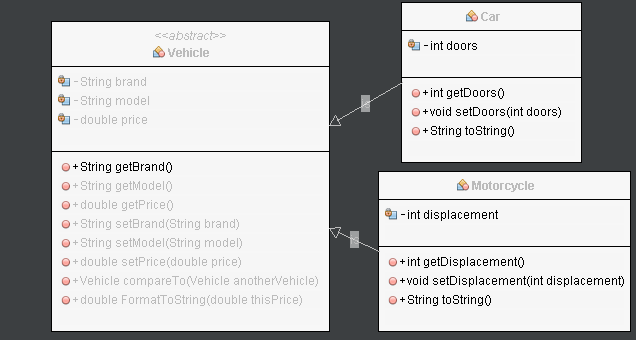 <<abstract>>
Vehicle
-String brand
-String model
-double price
+String getBrand()
+String getModel()
+double getPrice()
+String setBrand(String brand)
+String setModel(String model)
+double setPrice(double price)
+Vehicle compareTo(Vehicle anotherVehicle)
+double FormatToString(double thisPrice)
Car
-int doors
+int getDoors()
+void setDoors(int doors)
+String toString()
Motorcycle
-int displacement
+int getDisplacement()
+void setDisplacement(int displacement)
+String toString()